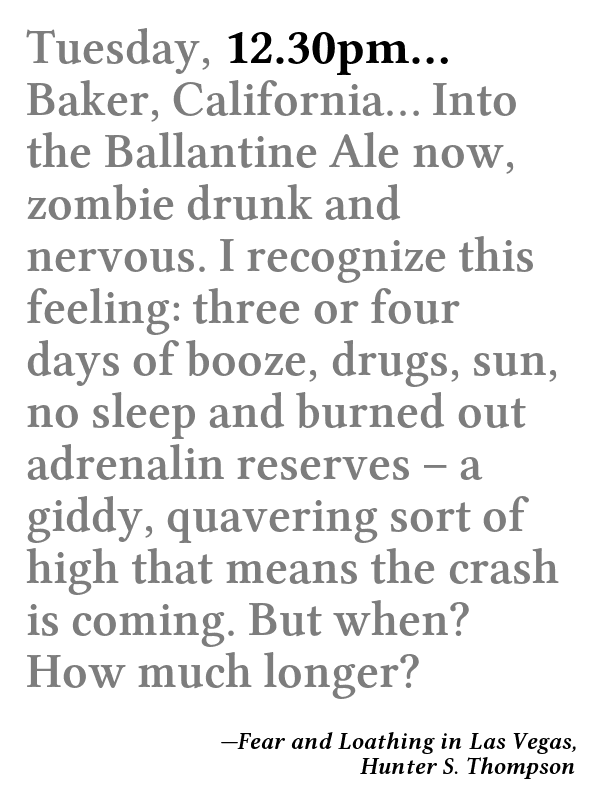 Tuesday, 12.30pm…
Baker, California… Into
the Ballantine Ale now,
zombie drunk and
nervous. I recognize this
feeling: three or four
days of booze, drugs, sun,
no sleep and burned out
adrenalin reserves – a
giddy, quavering sort of
high that means the crash
is coming. But when?
How much longer?
—Fear and Loathing in Las Vegas,
Hunter S. Thompson